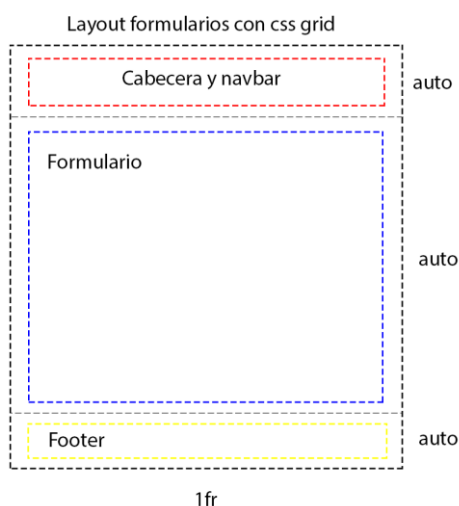 Layout formularios con css grid
Cabecera y navbar
auto
Formulario
auto
Footer
auto
1fr